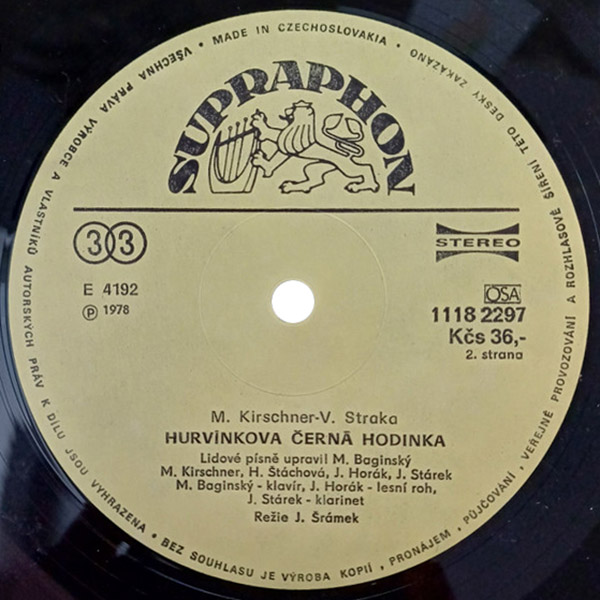 SUPRAPHON
33
STEREO
E 4192
Ⓟ 1978
OSA
1118 2297
Kčs 36,-
2. strana
M. Kirschner-V. Straka
HURVÍNKOVA ČERNÁ HODINKA
Lidové písně upravil M. Baginský
M. Kirschner, H. Štáchová, J. Horák, J. Stárek
M. Baginský - klavír, J. Horák - lesní roh,
J. Stárek - klarinet
Režie J. Šrámek
MADE IN CZECHOSLOVAKIA • VŠECHNA PRÁVA VÝROBCE A VLASTNÍKŮ AUTORSKÝCH PRÁV K DÍLU JSOU VYHRAZENA • BEZ SOUHLASU JE VÝROBA KOPIÍ, PRONÁJEM, PŮJČOVÁNÍ, VEŘEJNÉ PROVOZOVÁNÍ A ROZHLASOVÉ ŠÍŘENÍ TÉTO DESKY ZAKÁZÁNO •